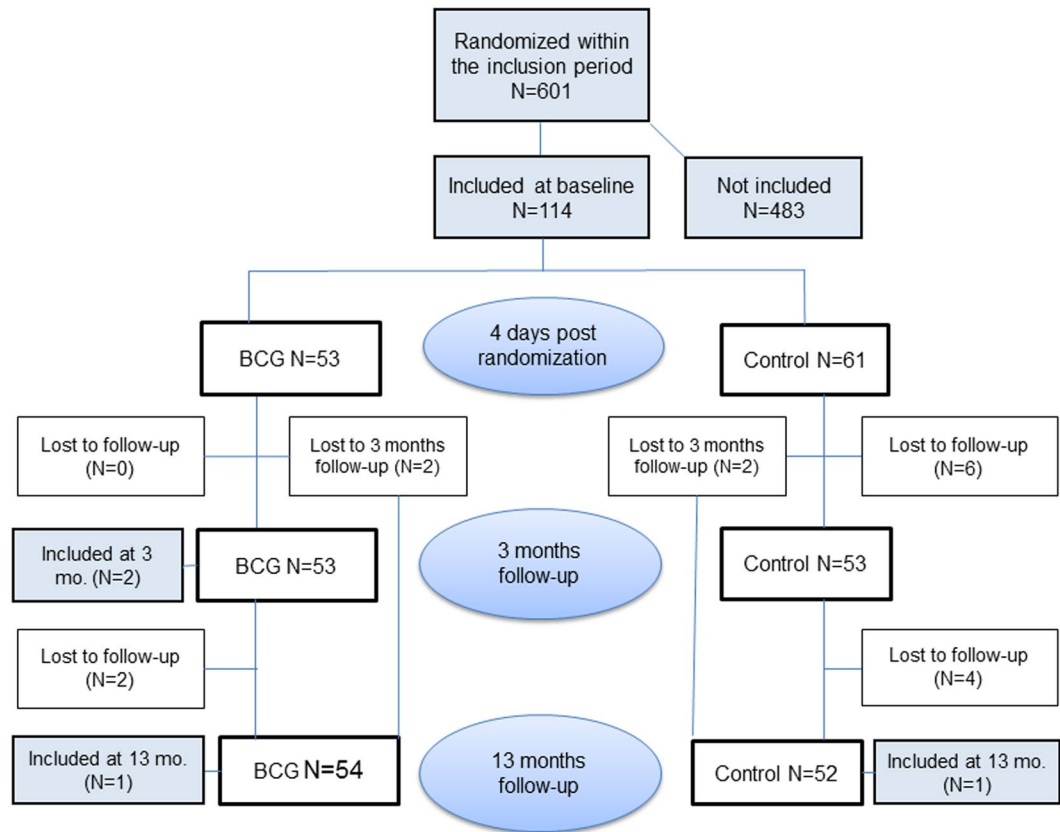 Randomized within
the inclusion period
N=601
Included at baseline
N=114
Not included
N=483
BCG N=53
4 days post
randomization
Control N=61
Lost to follow-up
(N=0)
Lost to 3 months
follow-up (N=2)
Lost to 3 months
follow-up (N=2)
Lost to follow-up
(N=6)
Included at 3
mo. (N=2)
BCG N=53
3 months
follow-up
Control N=53
Lost to follow-up
(N=2)
Lost to follow-up
(N=4)
Included at 13 mo.
(N=1)
BCG N=54
13 months
follow-up
Control N=52
Included at 13 mo.
(N=1)